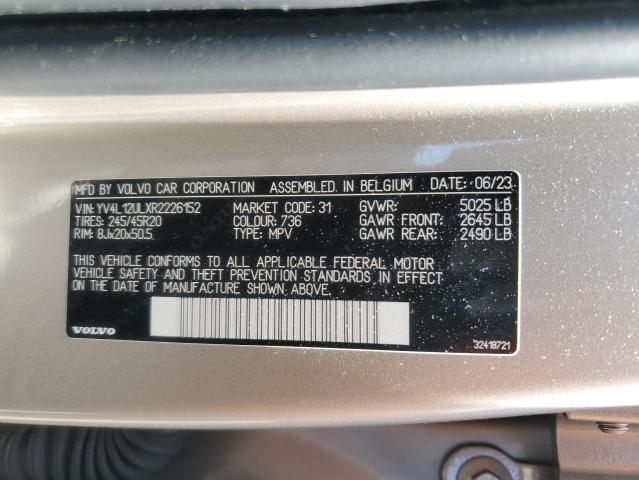 MFD BY VOLVO CAR CORPORATION ASSEMBLED. IN BELGIUM DATE: 06/23
VIN: YV4L12ULXR2226152 MARKET CODE: 31 GVWR: 5025 LB
TIRES: 245/45R20 COLOUR: 736 GAWR FRONT: 2645 LB
RIM: 8Jx20x50.5 TYPE: MPV GAWR REAR: 2490 LB
THIS VEHICLE CONFORMS TO ALL APPLICABLE FEDERAL MOTOR
VEHICLE SAFETY AND THEFT PREVENTION STANDARDS IN EFFECT
ON THE DATE OF MANUFACTURE SHOWN ABOVE.
VOLVO
32418721